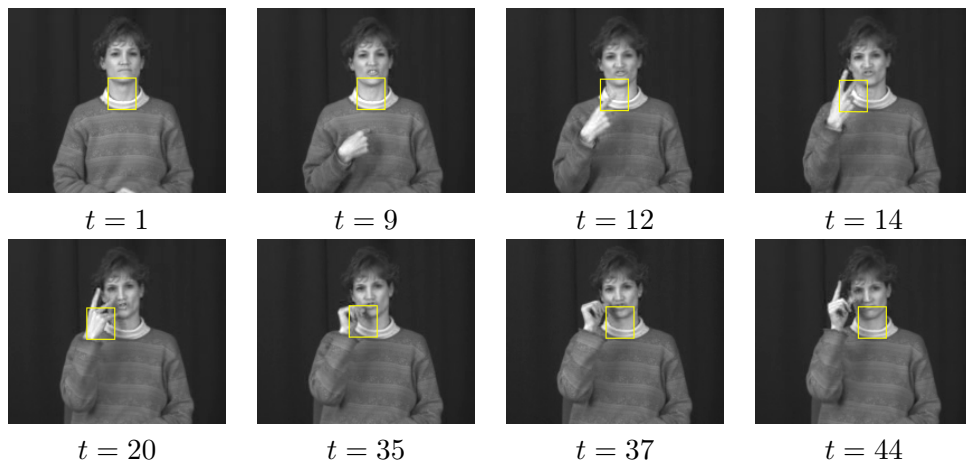 t = 1 t = 9 t = 12 t = 14
t = 20 t = 35 t = 37 t = 44